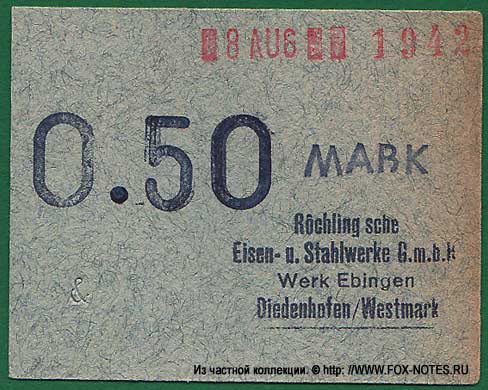 8 AUG 1942
0.50 MARK
Röchling sche
Eisen- u. Stahlwerke G.m.b.H
Werk Ebingen
Diedenhofen/Westmark
&
Из частной коллекции. © http://WWW.FOX-NOTES.RU